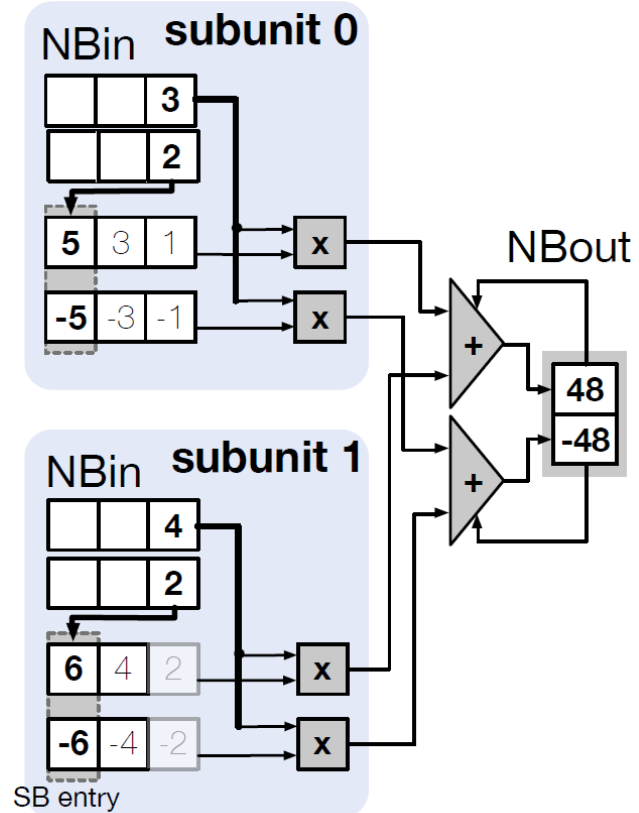 subunit 0
NBin
3
2
5 3 1
x
-5 -3 -1
x
NBout
+
48
-48
+
subunit 1
NBin
4
2
6 4 2
x
-6 -4 -2
x
SB entry